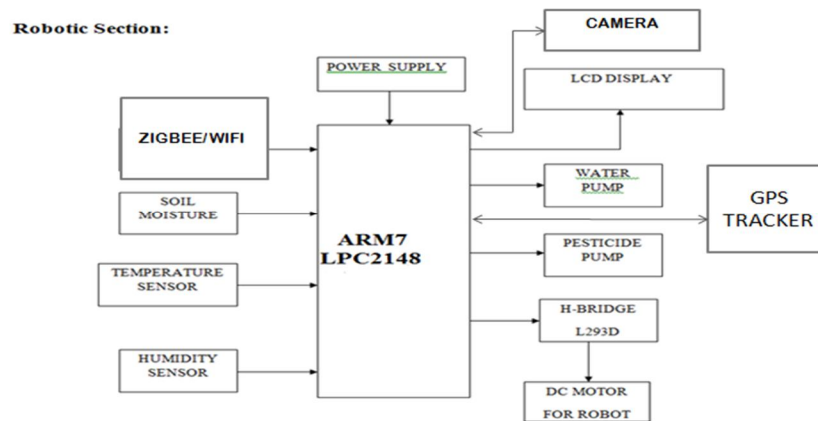 Robotic Section:
CAMERA
POWER SUPPLY
LCD DISPLAY
ZIGBEE/WIFI
SOIL
MOISTURE
TEMPERATURE
SENSOR
HUMIDITY
SENSOR
ARM7
LPC2148
WATER
PUMP
GPS
TRACKER
PESTICIDE
PUMP
H-BRIDGE
L293D
DC MOTOR
FOR ROBOT